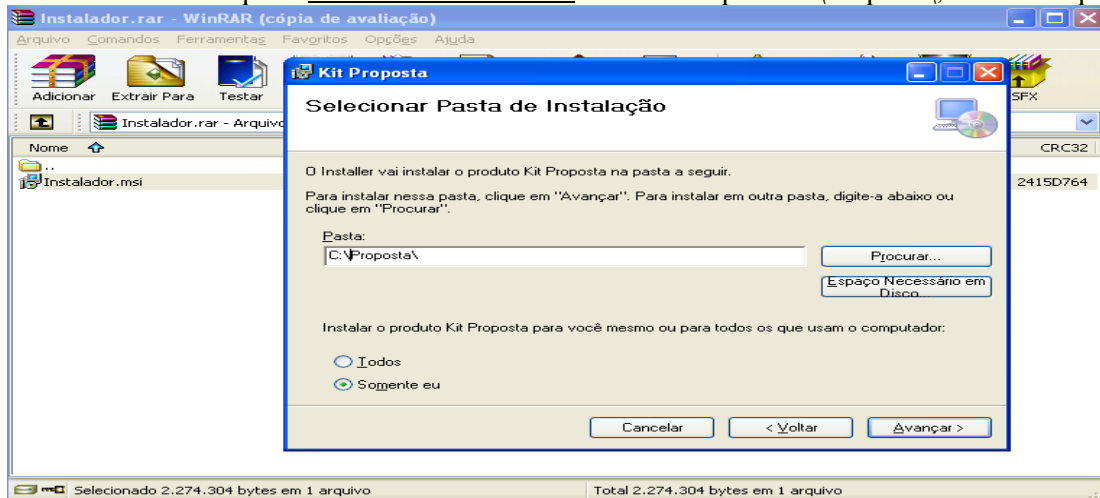 Instalador.rar - WinRAR (cópia de avaliação)
Arquivo Comandos Ferramentas Favoritos Opções Ajuda
Adicionar Extrair Para Testar SFX
Instalador.rar - Arquivo
Nome CRC32
..
Instalador.msi 2415D764
Kit Proposta
Selecionar Pasta de Instalação
O Installer vai instalar o produto Kit Proposta na pasta a seguir.
Para instalar nessa pasta, clique em "Avançar". Para instalar em outra pasta, digite-a abaixo ou
clique em "Procurar".
Pasta:
C:\Proposta\
Procurar...
Espaço Necessário em
Disco...
Instalar o produto Kit Proposta para você mesmo ou para todos os que usam o computador:
Todos
Somente eu
Cancelar < Voltar Avançar >
Selecionado 2.274.304 bytes em 1 arquivo Total 2.274.304 bytes em 1 arquivo